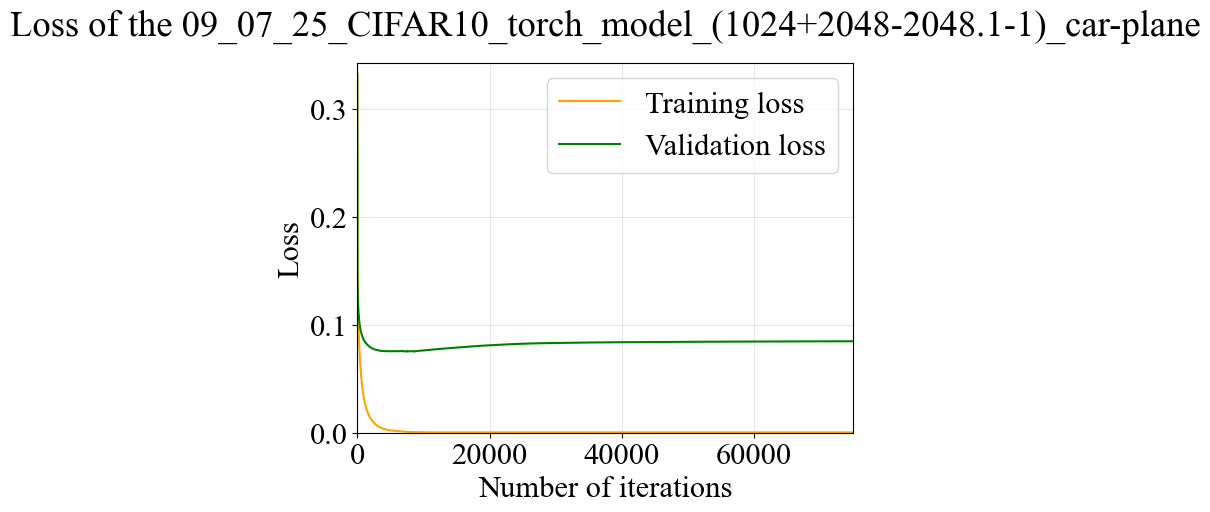 Loss of the 09_07_25_CIFAR10_torch_model_(1024+2048-2048.1-1)_car-plane
Training loss
Validation loss
0.3
0.2
0.1
0.0
Loss
0 20000 40000 60000
Number of iterations